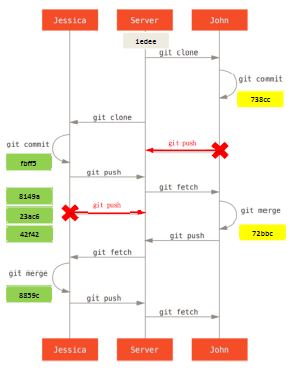 Jessica Server John
1edee
git clone
git commit
738cc
git clone
git commit
git push
fbff5
git push
git fetch
8149a
git push
23ac6
git merge
42f42
72bbc
git push
git fetch
git merge
8859c
git push
git fetch
Jessica Server John